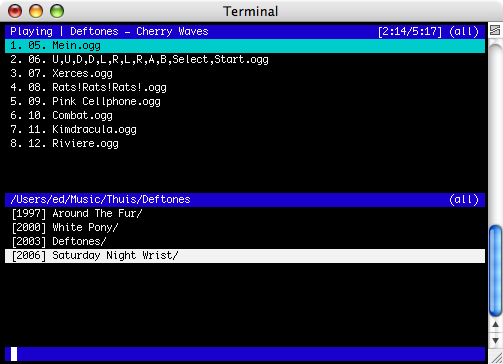 Terminal
Playing | Deftones - Cherry Waves [2:14/5:17] (all)
1. 05. Mein.ogg
2. 06. U,U,D,D,L,R,L,R,A,B,Select,Start.ogg
3. 07. Xerces.ogg
4. 08. Rats!Rats!Rats!.ogg
5. 09. Pink Cellphone.ogg
6. 10. Combat.ogg
7. 11. Kimdracula.ogg
8. 12. Riviere.ogg
/Users/ed/Music/Thuis/Deftones (all)
[1997] Around The Fur/
[2000] White Pony/
[2003] Deftones/
[2006] Saturday Night Wrist/